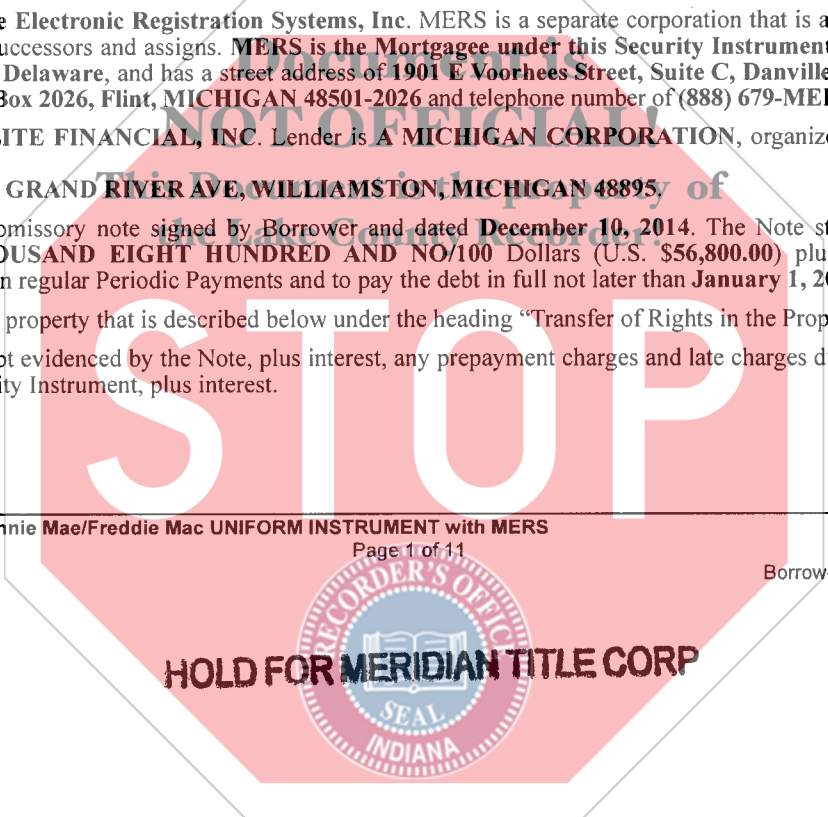 e Electronic Registration Systems, Inc. MERS is a separate corporation that is a
uccessors and assigns. MERS is the Mortgagee under this Security Instrument
Delaware, and has a street address of 1901 E Voorhees Street, Suite C, Danville
Box 2026, Flint, MICHIGAN 48501-2026 and telephone number of (888) 679-MER
SITE FINANCIAL, INC. Lender is A MICHIGAN CORPORATION, organize
GRAND RIVER AVE, WILLIAMSTON, MICHIGAN 48895.
omissory note signed by Borrower and dated December 10, 2014. The Note st
OUSAND EIGHT HUNDRED AND NO/100 Dollars (U.S. $56,800.00) plu
n regular Periodic Payments and to pay the debt in full not later than January 1, 20
property that is described below under the heading “Transfer of Rights in the Prop
bt evidenced by the Note, plus interest, any prepayment charges and late charges d
ity Instrument, plus interest.
Document is
NOT OFFICIAL!
This Document is the property of
the Lake County Recorder!
STOP
nnie Mae/Freddie Mac UNIFORM INSTRUMENT with MERS
Page 1 of 11
Borrow
RECORDER'S OFFICE
HOLD FOR MERIDIAN TITLE CORP
SEAL
INDIANA